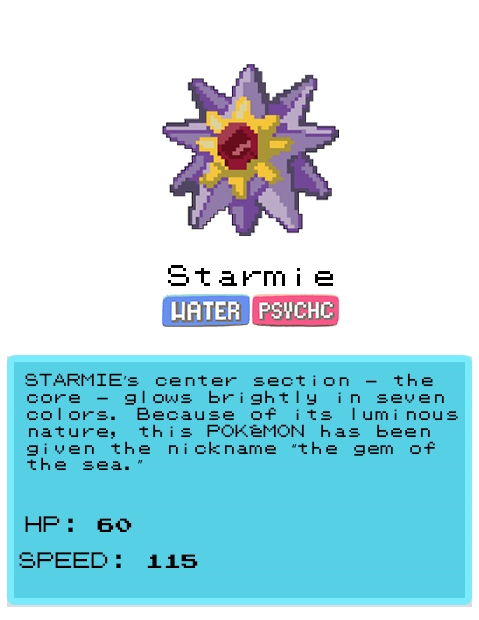 Starmie
WATER PSYCHC
STARMIE's center section - the
core - glows brightly in seven
colors. Because of its luminous
nature, this POKéMON has been
given the nickname "the gem of
the sea."
HP: 60
SPEED: 115